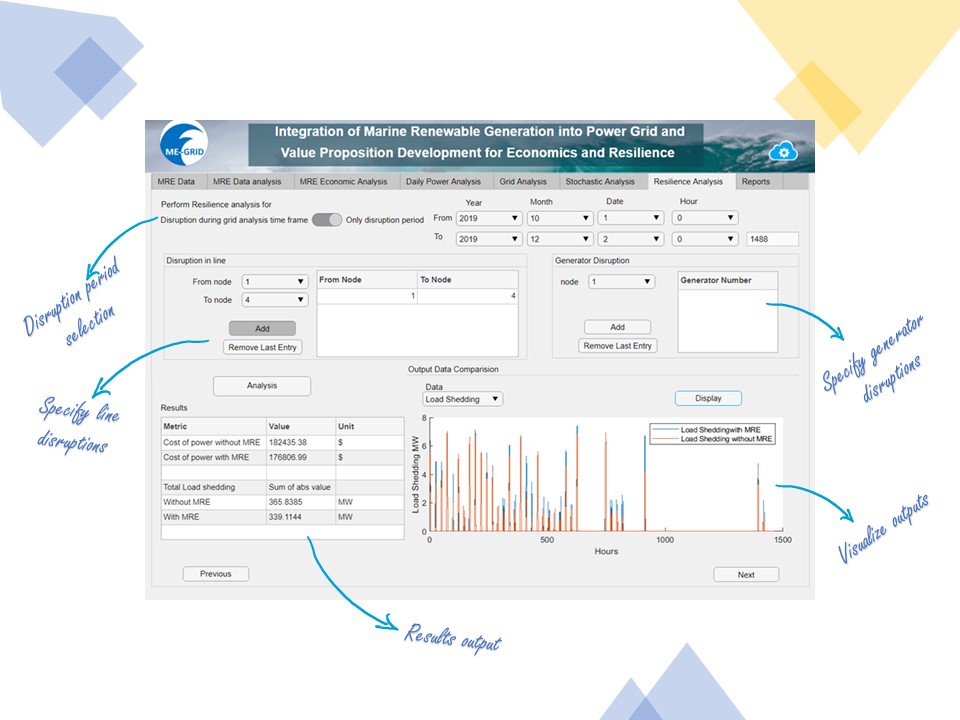 Integration of Marine Renewable Generation into Power Grid and
Value Proposition Development for Economics and Resilience
ME-GRID
MRE Data
MRE Data analysis
MRE Economic Analysis
Daily Power Analysis
Grid Analysis
Stochastic Analysis
Resilience Analysis
Reports
Perform Resilience analysis for
Disruption during grid analysis time frame
Only disruption period
Year
Month
Date
Hour
From
2019
10
1
0
To
2019
12
2
0
1488
Disruption period
selection
Disruption in line
From node
1
To node
4
From Node
To Node
1
4
Add
Remove Last Entry
Generator Disruption
node
1
Generator Number
Add
Remove Last Entry
Specify generator
disruptions
Specify line
disruptions
Analysis
Output Data Comparision
Data
Load Shedding
Display
Results
Metric Value Unit
Cost of power without MRE 182435.38 $
Cost of power with MRE 176806.99 $
Total Load shedding Sum of abs value
Without MRE 365.8385 MW
With MRE 339.1144 MW
Load Shedding MW
8
6
4
2
0
Load Sheddingwith MRE
Load Shedding without MRE
0
500
1000
1500
Hours
Visualize outputs
Previous
Next
Results output